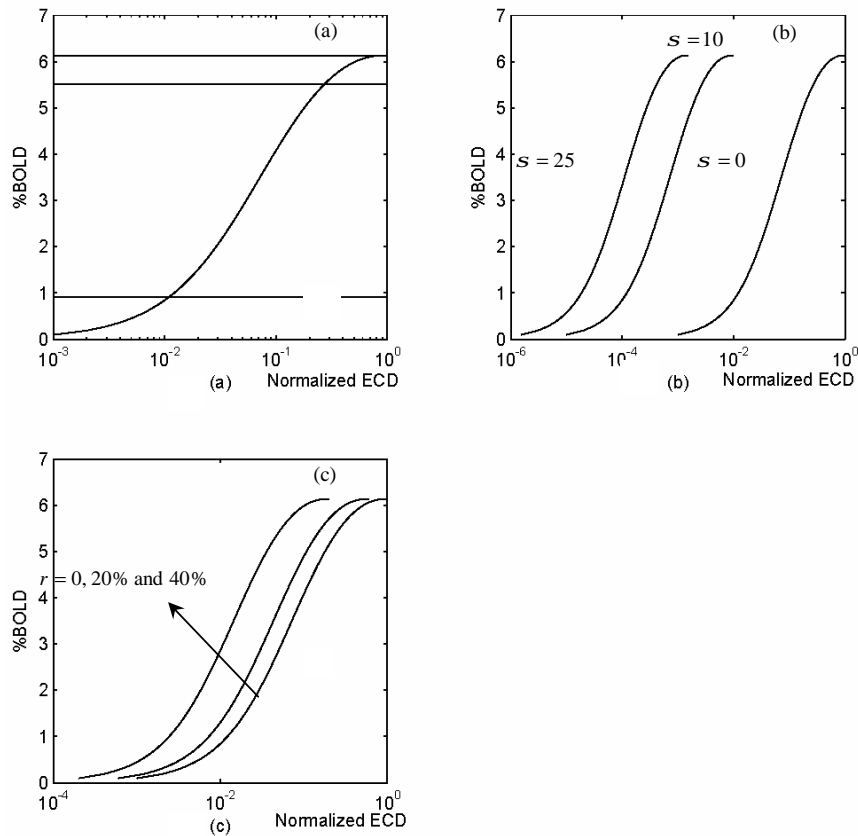 7
6
5
4
3
2
1
0
%BOLD
(a)
10^-3
10^-2
10^-1
10^0
(a)
Normalized ECD
7
6
5
4
3
2
1
0
%BOLD
s = 10
(b)
s = 25
s = 0
10^-6
10^-4
10^-2
10^0
(b)
Normalized ECD
7
6
5
4
3
2
1
0
%BOLD
(c)
r = 0, 20% and 40%
10^-4
10^-2
10^0
(c)
Normalized ECD